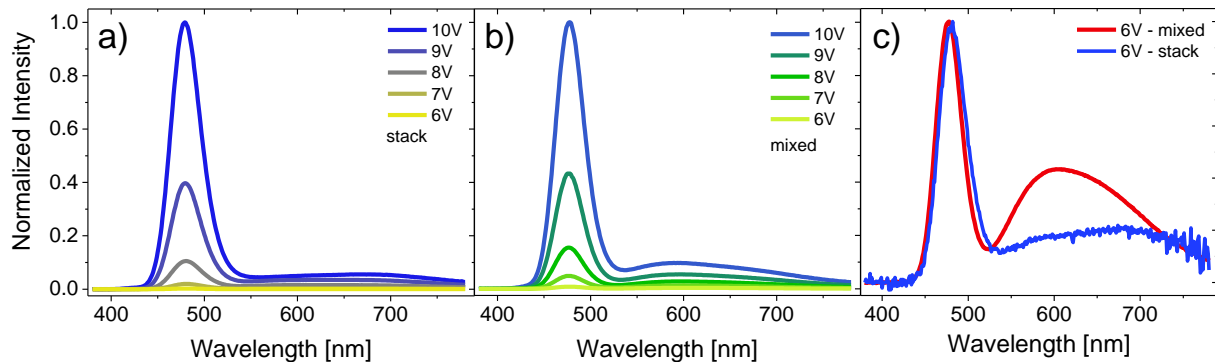 a)
10V
9V
8V
7V
6V
stack
Normalized Intensity
1.0
0.8
0.6
0.4
0.2
0.0
400 500 600 700
Wavelength [nm]
b)
10V
9V
8V
7V
6V
mixed
400 500 600 700
Wavelength [nm]
c)
6V - mixed
6V - stack
400 500 600 700
Wavelength [nm]